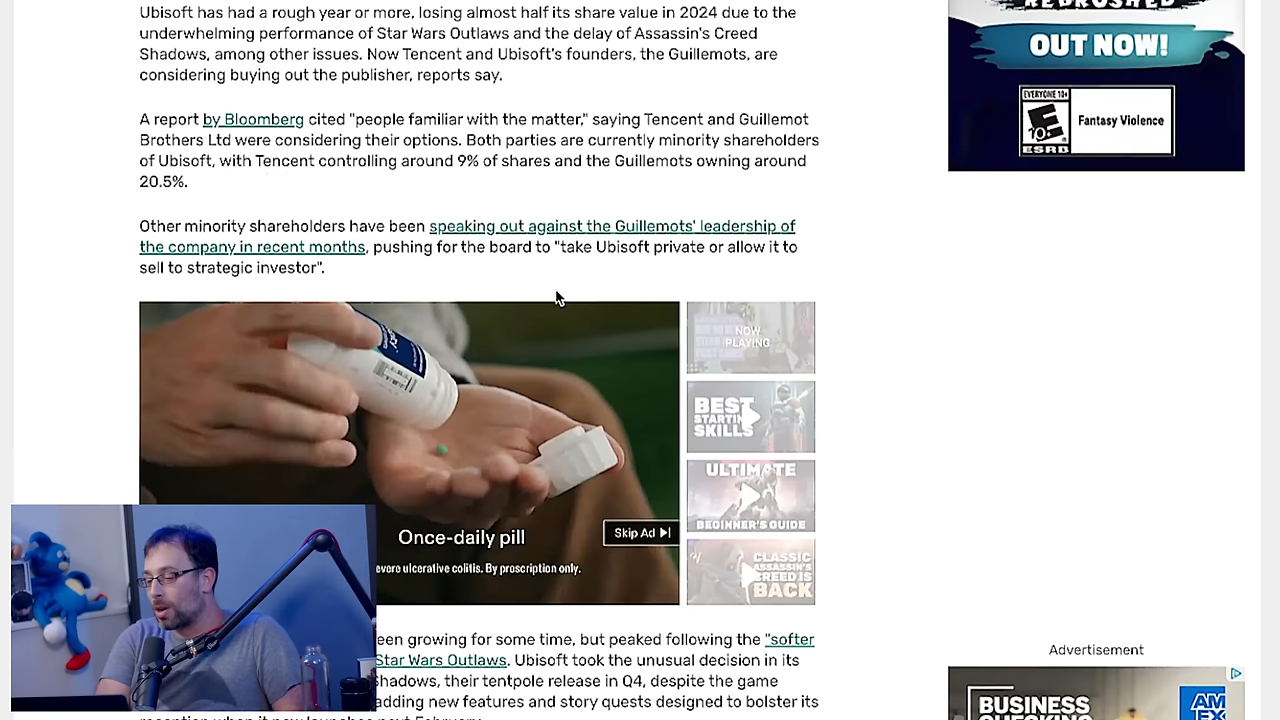 Ubisoft has had a rough year or more, losing almost half its share value in 2024 due to the
underwhelming performance of Star Wars Outlaws and the delay of Assassin's Creed
Shadows, among other issues. Now Tencent and Ubisoft's founders, the Guillemots, are
considering buying out the publisher, reports say.
A report by Bloomberg cited "people familiar with the matter," saying Tencent and Guillemot
Brothers Ltd were considering their options. Both parties are currently minority shareholders
of Ubisoft, with Tencent controlling around 9% of shares and the Guillemots owning around
20.5%.
Other minority shareholders have been speaking out against the Guillemots' leadership of
the company in recent months, pushing for the board to "take Ubisoft private or allow it to
sell to strategic investor".
NOW
PLAYING
BEST
STARTING
SKILLS
ULTIMATE
BEGINNER'S GUIDE
CLASSIC
ASSASSIN'S
CREED IS
BACK
Once-daily pill
Skip Ad
evere ulcerative colitis. By prescription only.
een growing for some time, but peaked following the "softer
Star Wars Outlaws. Ubisoft took the unusual decision in its
hadows, their tentpole release in Q4, despite the game
adding new features and story quests designed to bolster its
OUT NOW!
EVERYONE 10+
E
10+
ESRB
Fantasy Violence
Advertisement
BUSINESS
CHECKING
AM
EX